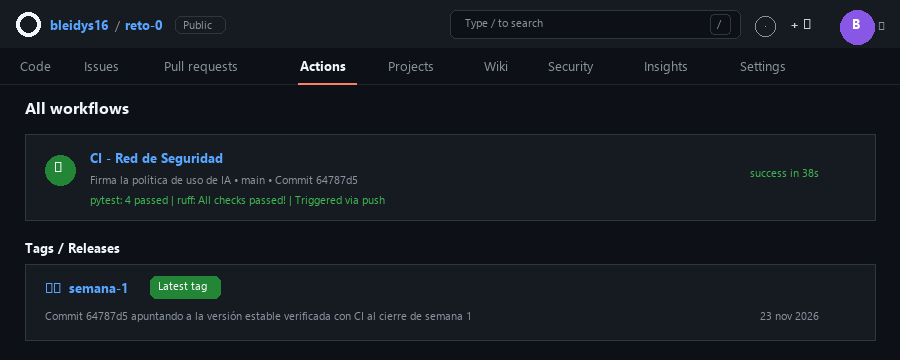 bleidys16 / reto-0 Public Type / to search / + B
Code Issues Pull requests Actions Projects Wiki Security Insights Settings
All workflows
CI - Red de Seguridad
Firma la política de uso de IA • main • Commit 64787d5
success in 38s
pytest: 4 passed | ruff: All checks passed! | Triggered via push
Tags / Releases
semana-1 Latest tag
Commit 64787d5 apuntando a la versión estable verificada con CI al cierre de semana 1 23 nov 2026